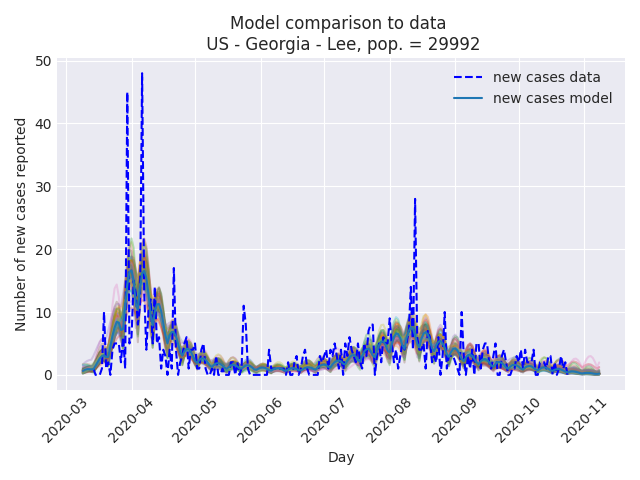 Model comparison to data
US - Georgia - Lee, pop. = 29992
new cases data
new cases model
Number of new cases reported
50
40
30
20
10
0
2020-03
2020-04
2020-05
2020-06
2020-07
2020-08
2020-09
2020-10
2020-11
Day